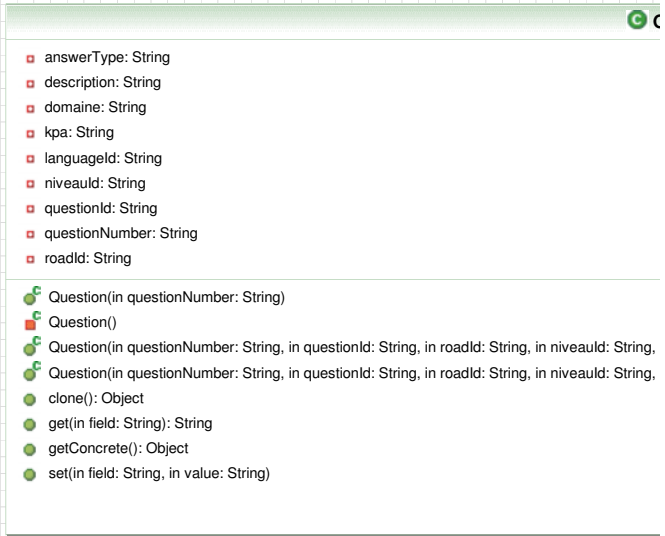 C
answerType: String
description: String
domaine: String
kpa: String
languageId: String
niveauId: String
questionId: String
questionNumber: String
roadId: String
Question(in questionNumber: String)
Question()
Question(in questionNumber: String, in questionId: String, in roadId: String, in niveauId: String,
Question(in questionNumber: String, in questionId: String, in roadId: String, in niveauId: String,
clone(): Object
get(in field: String): String
getConcrete(): Object
set(in field: String, in value: String)